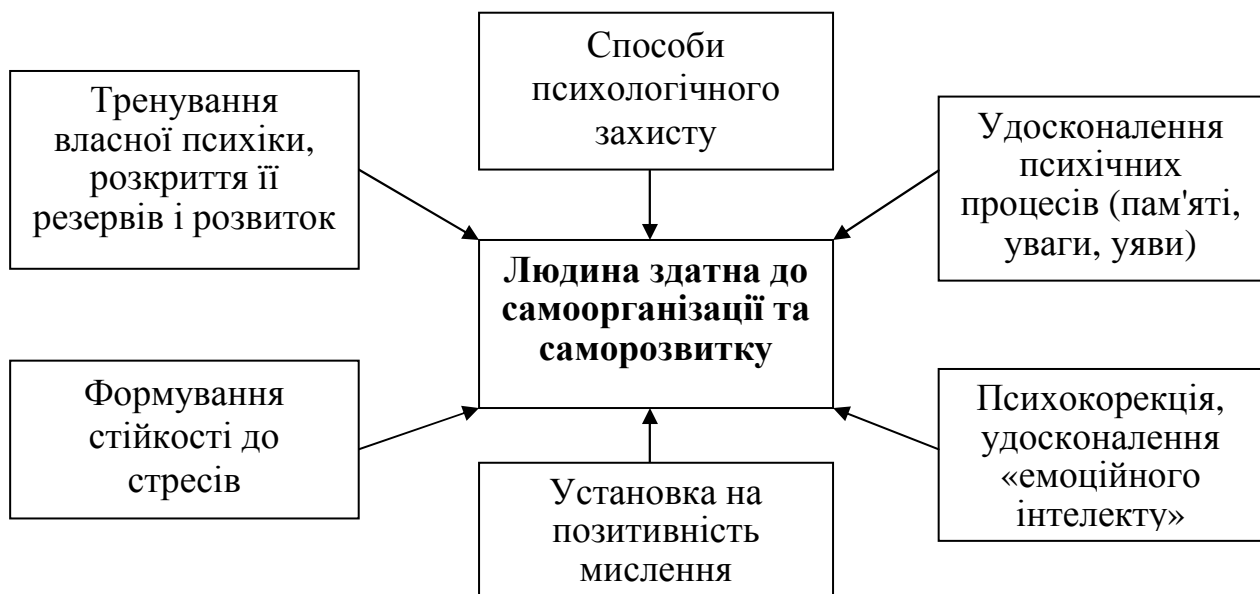 Способи
психологічного
захисту
Тренування
власної психіки,
розкриття її
резервів і розвиток
Удосконалення
психічних
процесів (пам'яті,
уваги, уяви)
Людина здатна до
самоорганізації та
саморозвитку
Формування
стійкості до
стресів
Установка на
позитивність
мислення
Психокорекція,
удосконалення
«емоційного
інтелекту»